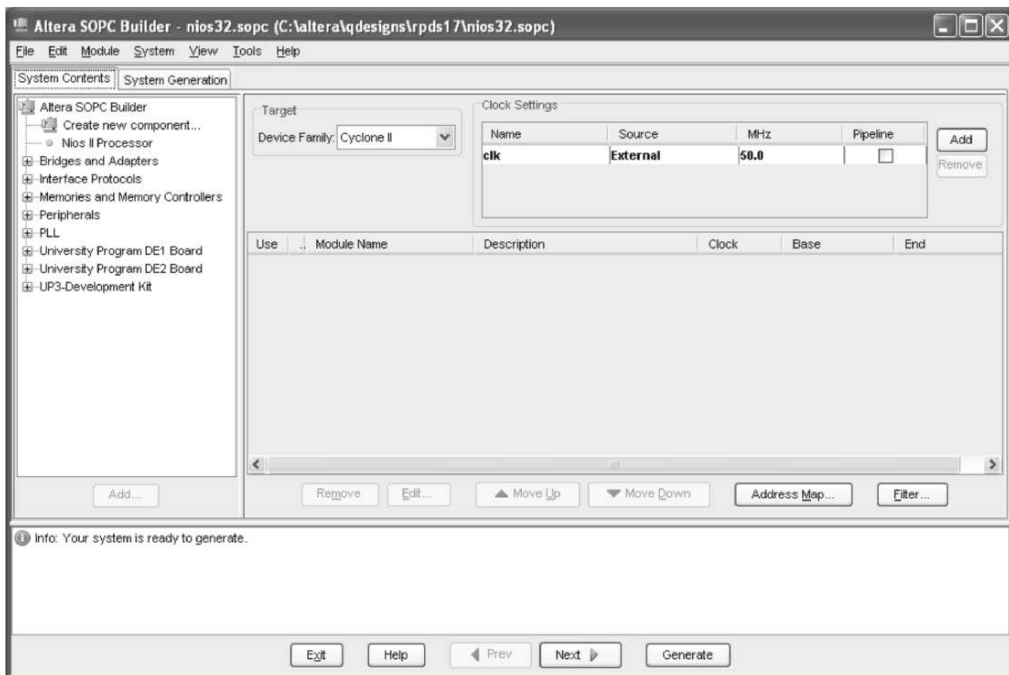 Altera SOPC Builder - nios32.sopc (C:\altera\qdesigns\rpds17\nios32.sopc)
File Edit Module System View Tools Help
System Contents System Generation
Altera SOPC Builder
Create new component...
Nios II Processor
Bridges and Adapters
Interface Protocols
Memories and Memory Controllers
Peripherals
PLL
University Program DE1 Board
University Program DE2 Board
UP3-Development Kit
Add...
Target
Device Family: Cyclone II
Clock Settings
Name Source MHz Pipeline
clk External 50.0
Add
Remove
Use ... Module Name Description Clock Base End
Remove Edit... Move Up Move Down Address Map... Filter...
Info: Your system is ready to generate.
Exit Help Prev Next Generate